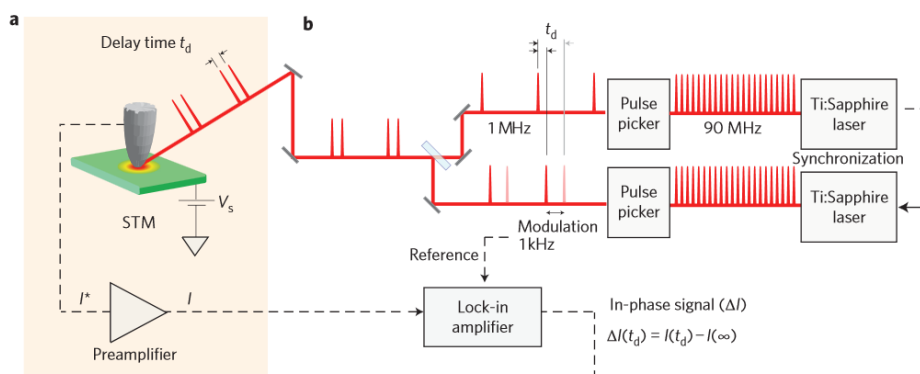 a
Delay time t_d
STM
V_s
I*
I
Preamplifier
b
t_d
1 MHz
Pulse
picker
90 MHz
Ti:Sapphire
laser
Synchronization
Modulation
1 kHz
Pulse
picker
Ti:Sapphire
laser
Reference
Lock-in
amplifier
In-phase signal (ΔI)
ΔI(t_d) = I(t_d) − I(∞)